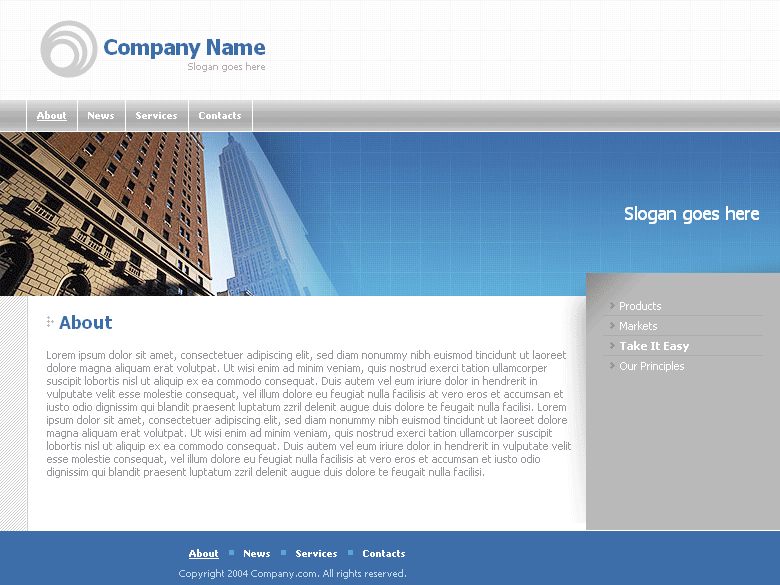 Company Name
Slogan goes here
About News Services Contacts
Slogan goes here
Products
Markets
Take It Easy
Our Principles
About
Lorem ipsum dolor sit amet, consectetuer adipiscing elit, sed diam nonummy nibh euismod tincidunt ut laoreet
dolore magna aliquam erat volutpat. Ut wisi enim ad minim veniam, quis nostrud exerci tation ullamcorper
suscipit lobortis nisl ut aliquip ex ea commodo consequat. Duis autem vel eum iriure dolor in hendrerit in
vulputate velit esse molestie consequat, vel illum dolore eu feugiat nulla facilisis at vero eros et accumsan et
iusto odio dignissim qui blandit praesent luptatum zzril delenit augue duis dolore te feugait nulla facilisi. Lorem
ipsum dolor sit amet, consectetuer adipiscing elit, sed diam nonummy nibh euismod tincidunt ut laoreet dolore
magna aliquam erat volutpat. Ut wisi enim ad minim veniam, quis nostrud exerci tation ullamcorper suscipit
lobortis nisl ut aliquip ex ea commodo consequat. Duis autem vel eum iriure dolor in hendrerit in vulputate velit
esse molestie consequat, vel illum dolore eu feugiat nulla facilisis at vero eros et accumsan et iusto odio
dignissim qui blandit praesent luptatum zzril delenit augue duis dolore te feugait nulla facilisi.
About News Services Contacts
Copyright 2004 Company.com. All rights reserved.